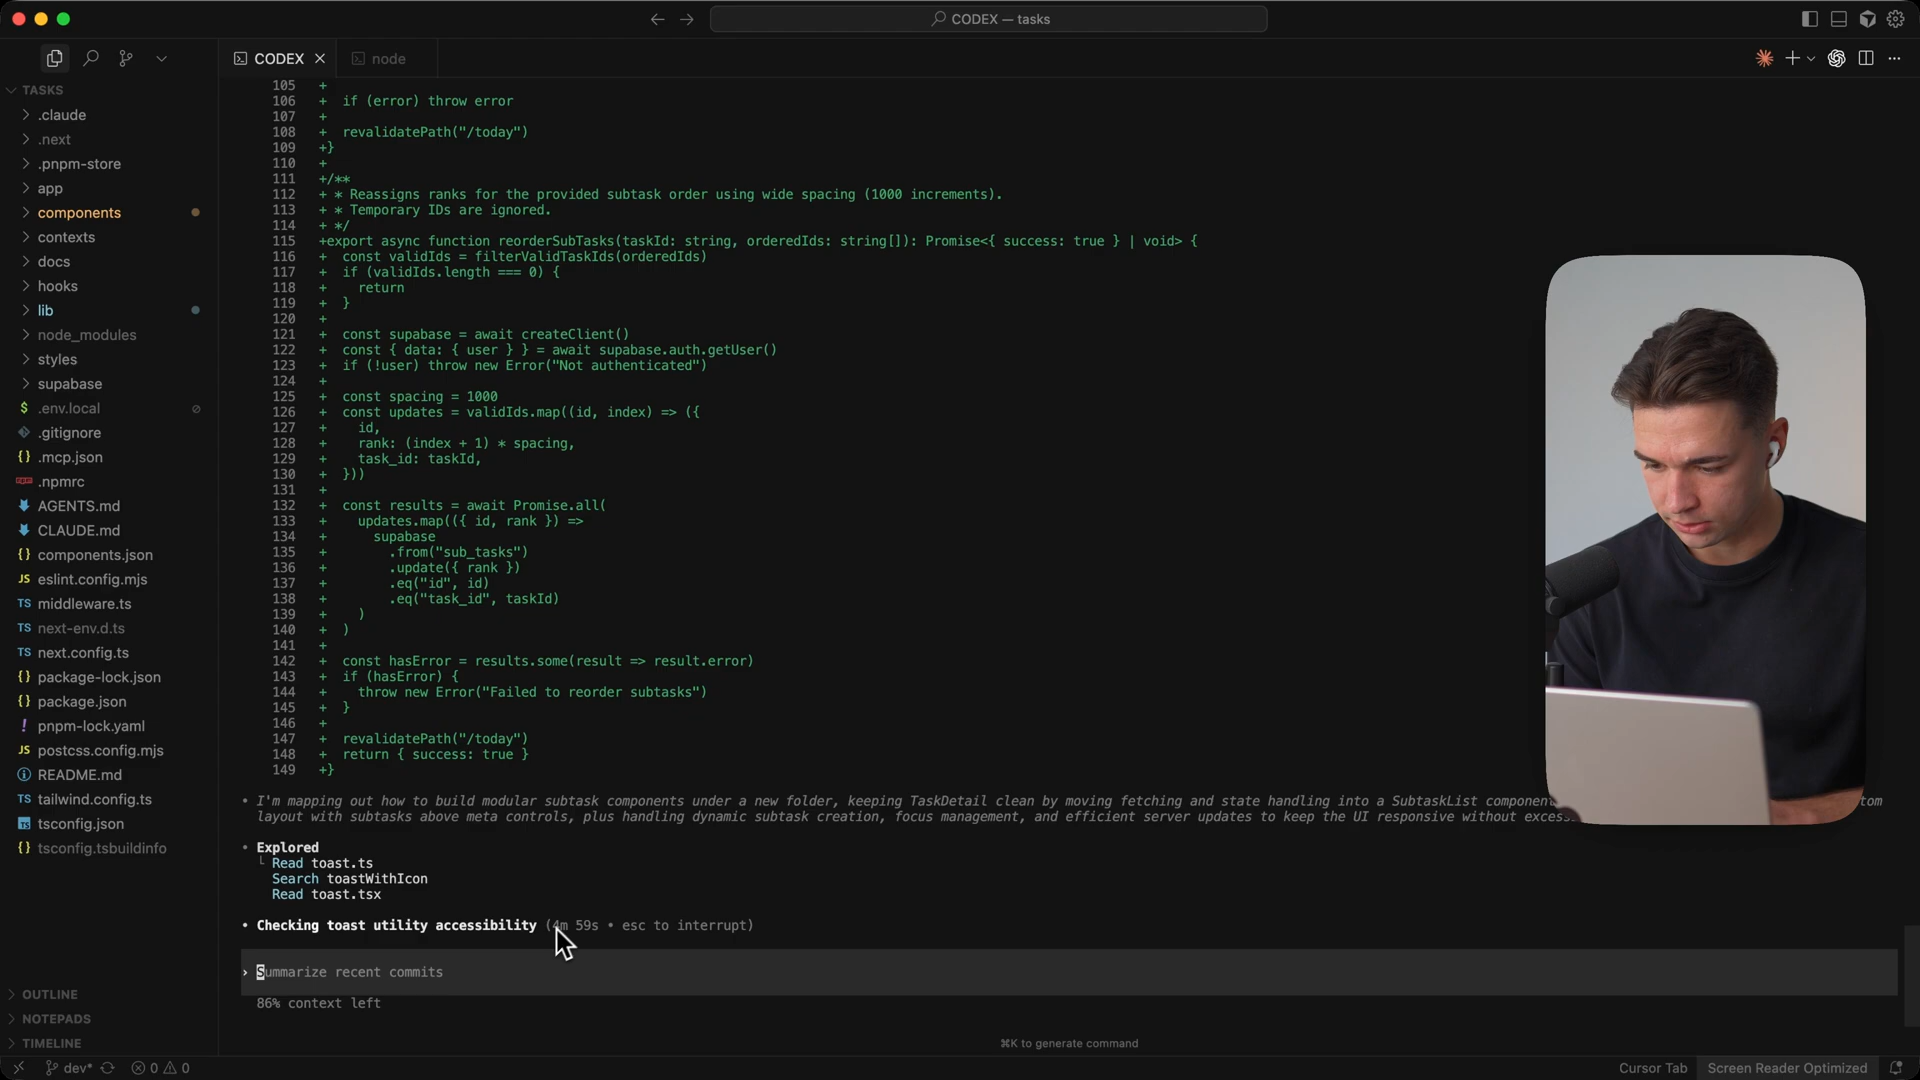 CODEX — tasks
CODEX
node
TASKS
.claude
.next
.pnpm-store
app
components
contexts
docs
hooks
lib
node_modules
styles
supabase
$ .env.local
.gitignore
{} .mcp.json
.npmrc
AGENTS.md
CLAUDE.md
{} components.json
JS eslint.config.mjs
TS middleware.ts
TS next-env.d.ts
TS next.config.ts
{} package-lock.json
{} package.json
! pnpm-lock.yaml
JS postcss.config.mjs
README.md
TS tailwind.config.ts
tsconfig.json
{} tsconfig.tsbuildinfo
OUTLINE
NOTEPADS
TIMELINE
105 +
106 + if (error) throw error
107 +
108 + revalidatePath("/today")
109 +}
110 +
111 +/**
112 + * Reassigns ranks for the provided subtask order using wide spacing (1000 increments).
113 + * Temporary IDs are ignored.
114 + */
115 +export async function reorderSubTasks(taskId: string, orderedIds: string[]): Promise<{ success: true } | void> {
116 + const validIds = filterValidTaskIds(orderedIds)
117 + if (validIds.length === 0) {
118 + return
119 + }
120 +
121 + const supabase = await createClient()
122 + const { data: { user } } = await supabase.auth.getUser()
123 + if (!user) throw new Error("Not authenticated")
124 +
125 + const spacing = 1000
126 + const updates = validIds.map((id, index) => ({
127 + id,
128 + rank: (index + 1) * spacing,
129 + task_id: taskId,
130 + }))
131 +
132 + const results = await Promise.all(
133 + updates.map(({ id, rank }) =>
134 + supabase
135 + .from("sub_tasks")
136 + .update({ rank })
137 + .eq("id", id)
138 + .eq("task_id", taskId)
139 + )
140 + )
141 +
142 + const hasError = results.some(result => result.error)
143 + if (hasError) {
144 + throw new Error("Failed to reorder subtasks")
145 + }
146 +
147 + revalidatePath("/today")
148 + return { success: true }
149 +}
• I'm mapping out how to build modular subtask components under a new folder, keeping TaskDetail clean by moving fetching and state handling into a SubtaskList component
layout with subtasks above meta controls, plus handling dynamic subtask creation, focus management, and efficient server updates to keep the UI responsive without
• Explored
└ Read toast.ts
Search toastWithIcon
Read toast.tsx
• Checking toast utility accessibility (4m 59s • esc to interrupt)
› Summarize recent commits
86% context left
⌘K to generate command
dev*
0
0
Cursor Tab
Screen Reader Optimized